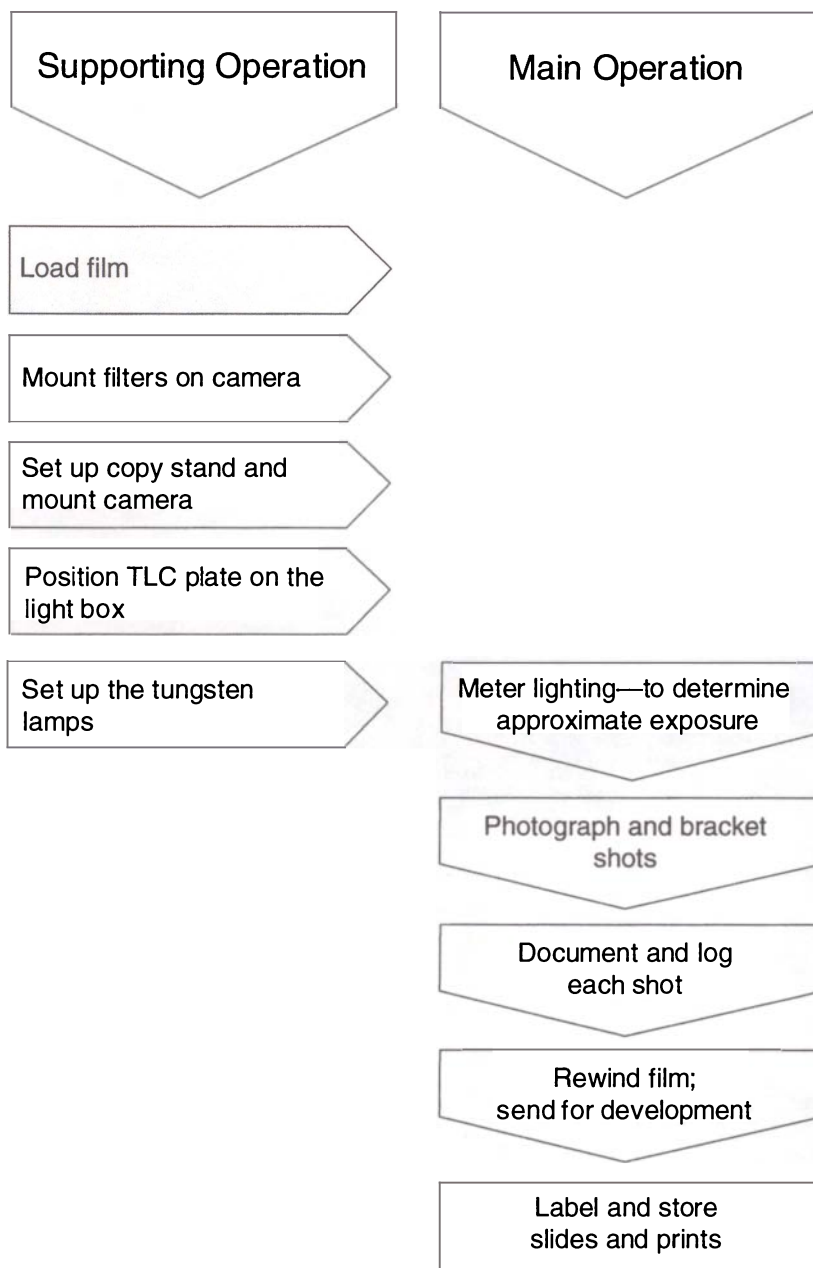 Supporting Operation
Main Operation
Load film
Mount filters on camera
Set up copy stand and
mount camera
Position TLC plate on the
light box
Set up the tungsten
lamps
Meter lighting—to determine
approximate exposure
Photograph and bracket
shots
Document and log
each shot
Rewind film;
send for development
Label and store
slides and prints